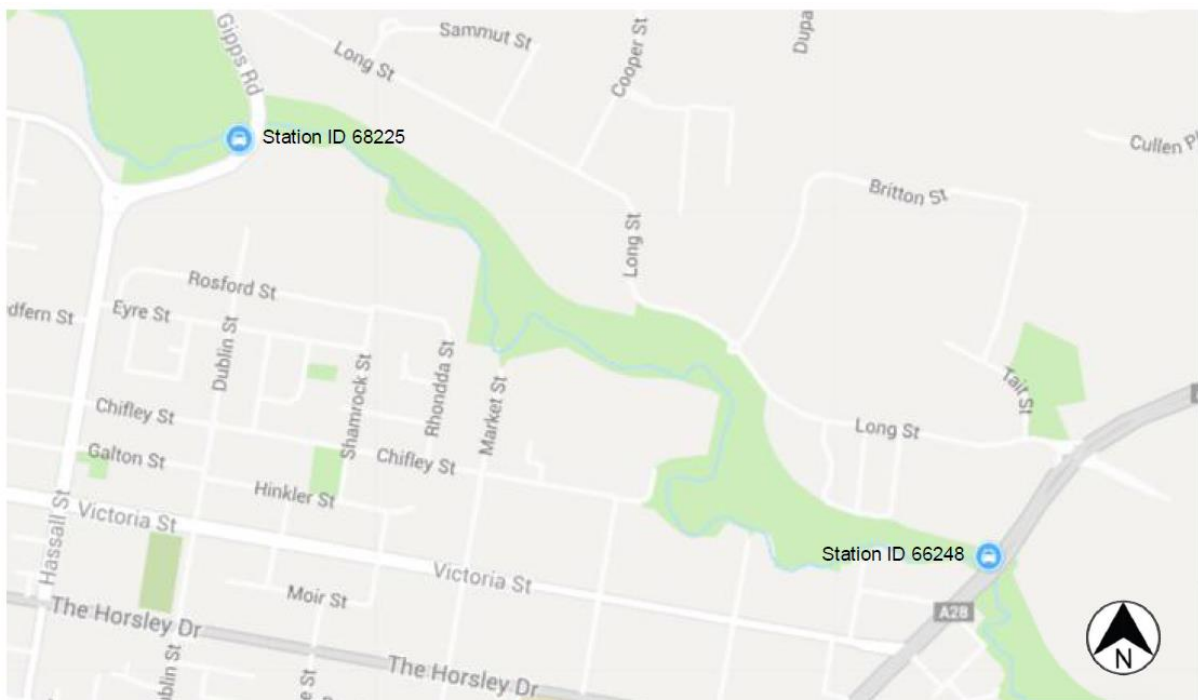 Gipps Rd
Sammut St
Long St
Cooper St
Dupa
Station ID 68225
Cullen P
Britton St
Long St
Rosford St
dfern St
Eyre St
Dublin St
Shamrock St
Rhondda St
Market St
Tait St
Chifley St
Long St
Galton St
Chifley St
Hinkler St
Victoria St
Hassall St
Station ID 66248
Victoria St
Moir St
A28
The Horsley Dr
The Horsley Dr
blin St
e St
N